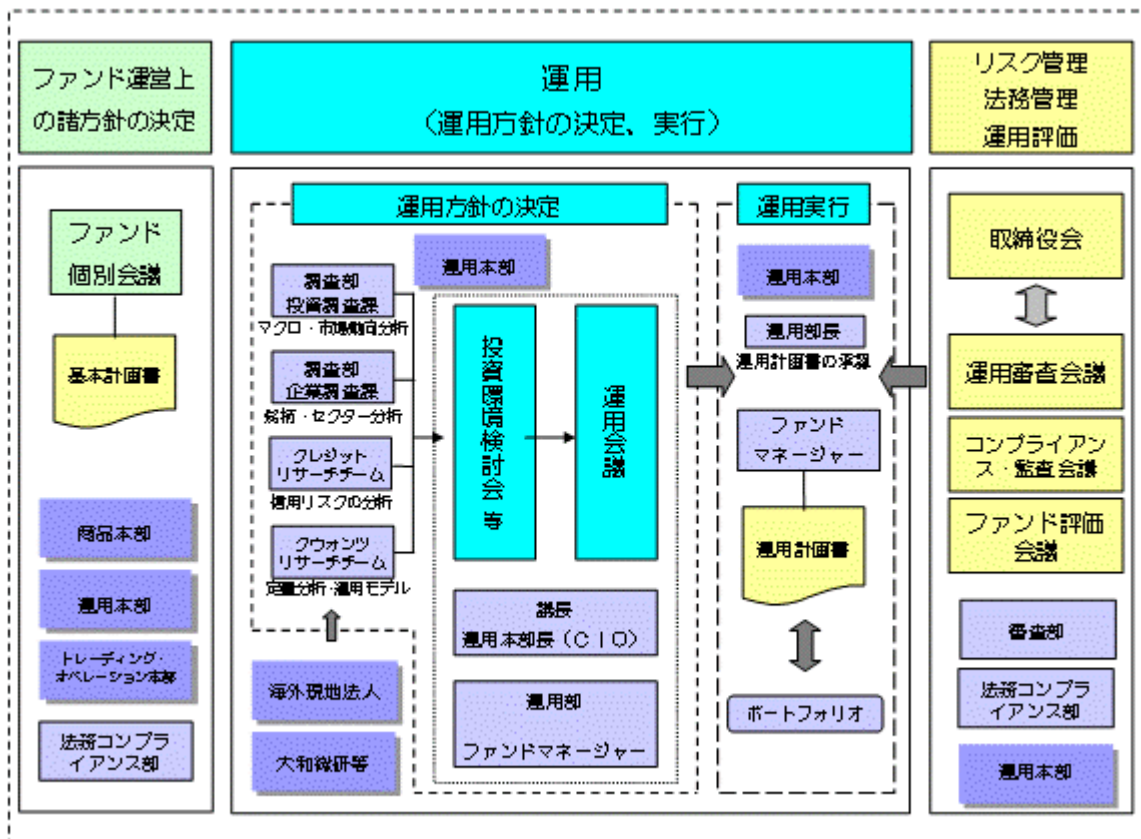 ファンド運営上
の諸方針の決定
運用
（運用方針の決定、実行）
リスク管理
法務管理
運用評価
ファンド
個別会議
基本計画書
商品本部
運用本部
トレーディング・
オペレーション本部
法務コンプラ
イアンス部
運用方針の決定
運用本部
調査部
投資調査課
マクロ・市場動向分析
調査部
企業調査課
銘柄・セクター分析
クレジット
リサーチチーム
信用リスクの分析
クウォンツ
リサーチチーム
定量分析・運用モデル
海外現地法人
大和総研等
投資環境検討会 等
運用会議
議長
運用本部長（ＣＩＯ）
運用部
ファンドマネージャー
運用実行
運用本部
運用部長
運用計画書の承認
ファンド
マネージャー
運用計画書
ポートフォリオ
取締役会
運用審査会議
コンプライアン
ス・監査会議
ファンド評価
会議
審査部
法務コンプラ
イアンス部
運用本部